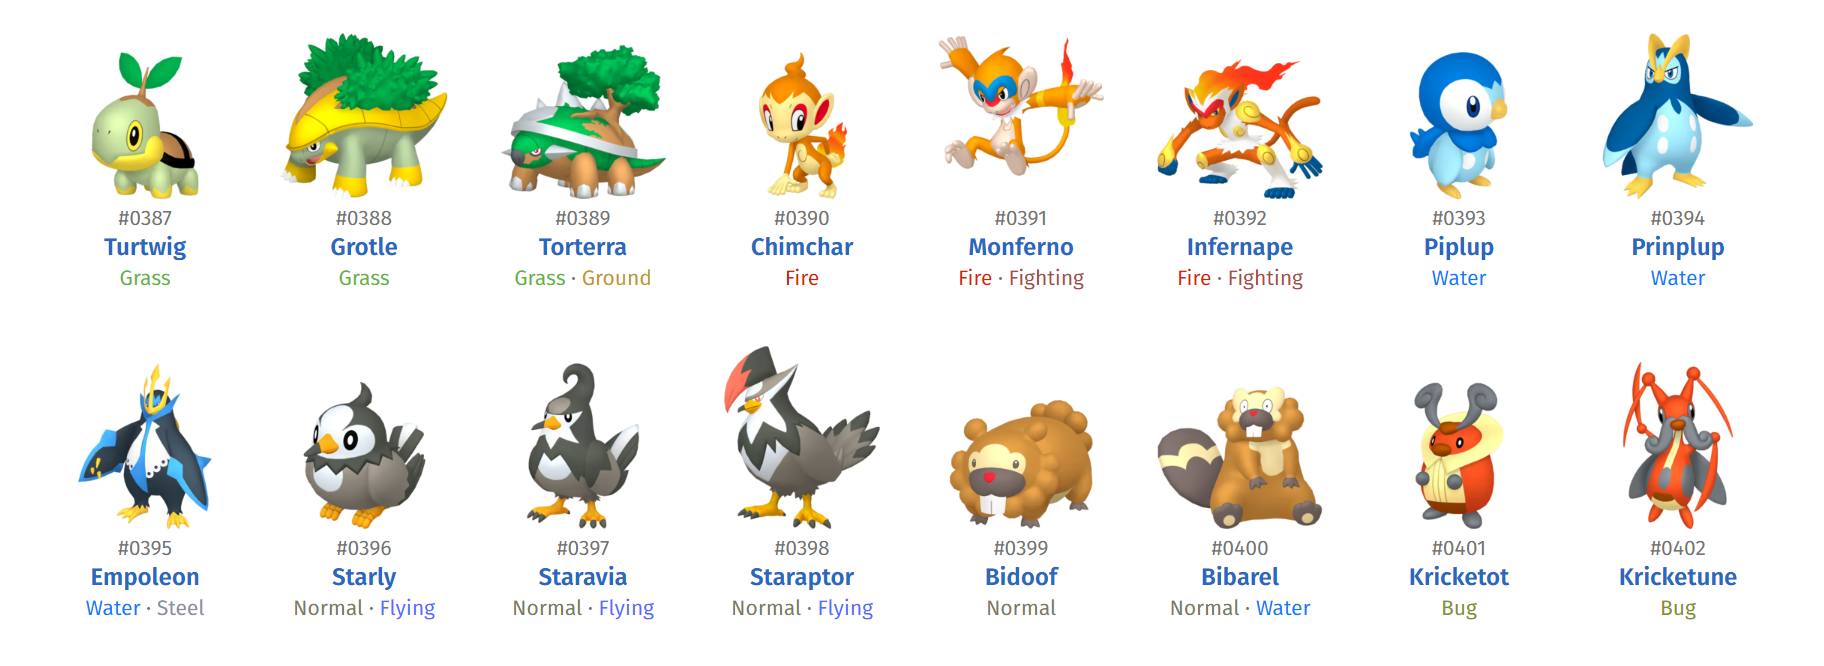 #0387 #0388 #0389 #0390 #0391 #0392 #0393 #0394
Turtwig Grotle Torterra Chimchar Monferno Infernape Piplup Prinplup
Grass Grass Grass · Ground Fire Fire · Fighting Fire · Fighting Water Water
#0395 #0396 #0397 #0398 #0399 #0400 #0401 #0402
Empoleon Starly Staravia Staraptor Bidoof Bibarel Kricketot Kricketune
Water · Steel Normal · Flying Normal · Flying Normal · Flying Normal Normal · Water Bug Bug